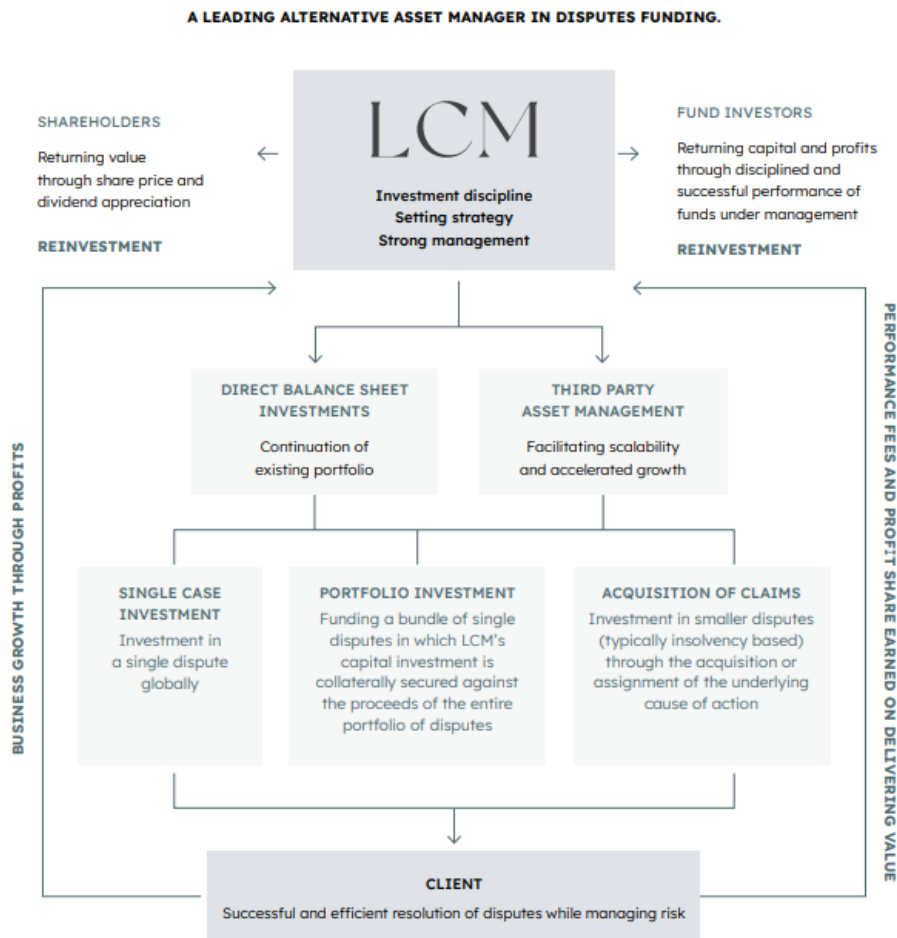 A LEADING ALTERNATIVE ASSET MANAGER IN DISPUTES FUNDING.
SHAREHOLDERS
Returning value
through share price and
dividend appreciation
REINVESTMENT
LCM
Investment discipline
Setting strategy
Strong management
FUND INVESTORS
Returning capital and profits
through disciplined and
successful performance of
funds under management
REINVESTMENT
DIRECT BALANCE SHEET
INVESTMENTS
Continuation of
existing portfolio
THIRD PARTY
ASSET MANAGEMENT
Facilitating scalability
and accelerated growth
SINGLE CASE
INVESTMENT
Investment in
a single dispute
globally
PORTFOLIO INVESTMENT
Funding a bundle of single
disputes in which LCM’s
capital investment is
collaterally secured against
the proceeds of the entire
portfolio of disputes
ACQUISITION OF CLAIMS
Investment in smaller disputes
(typically insolvency based)
through the acquisition or
assignment of the underlying
cause of action
CLIENT
Successful and efficient resolution of disputes while managing risk
BUSINESS GROWTH THROUGH PROFITS
PERFORMANCE FEES AND PROFIT SHARE EARNED ON DELIVERING VALUE